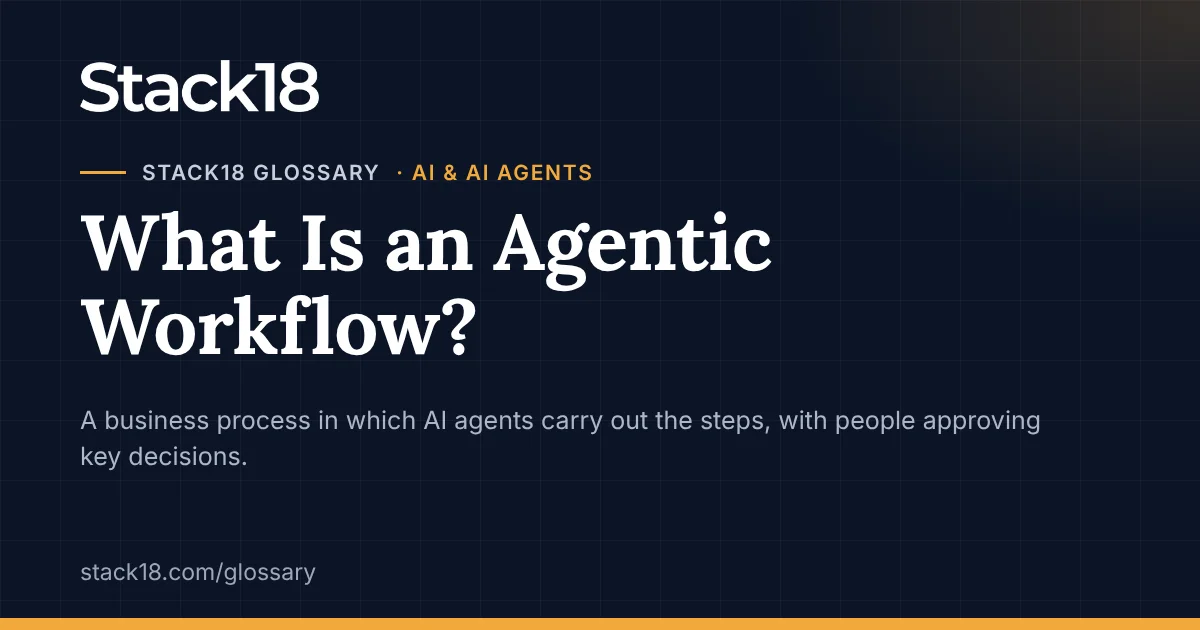 Stack18
STACK18 GLOSSARY · AI & AI AGENTS
What Is an Agentic
Workflow?
A business process in which AI agents carry out the steps, with people approving
key decisions.
stack18.com/glossary